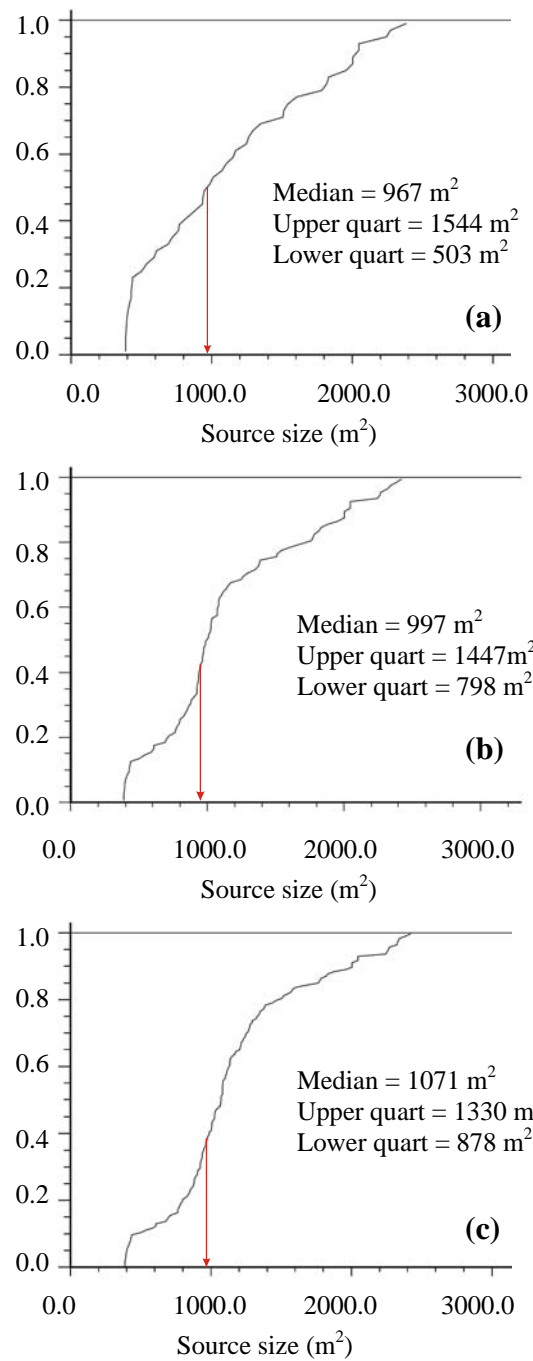 1.0
0.8
0.6
0.4
0.2
0.0
Median = 967 m²
Upper quart = 1544 m²
Lower quart = 503 m²
(a)
0.0 1000.0 2000.0 3000.0
Source size (m²)
1.0
0.8
0.6
0.4
0.2
0.0
Median = 997 m²
Upper quart = 1447m²
Lower quart = 798 m²
(b)
0.0 1000.0 2000.0 3000.0
Source size (m²)
1.0
0.8
0.6
0.4
0.2
0.0
Median = 1071 m²
Upper quart = 1330 m
Lower quart = 878 m²
(c)
0.0 1000.0 2000.0 3000.0
Source size (m²)